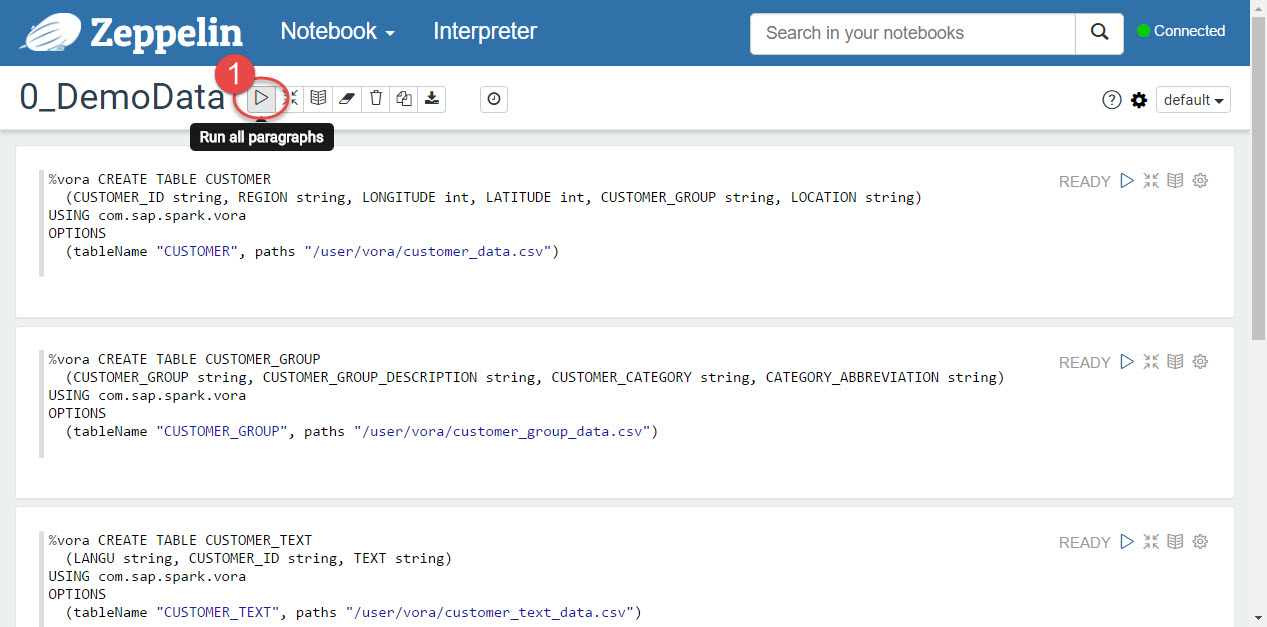 Zeppelin Notebook Interpreter Search in your notebooks Connected
1
0_DemoData ? default
Run all paragraphs
%vora CREATE TABLE CUSTOMER READY
(CUSTOMER_ID string, REGION string, LONGITUDE int, LATITUDE int, CUSTOMER_GROUP string, LOCATION string)
USING com.sap.spark.vora
OPTIONS
(tableName "CUSTOMER", paths "/user/vora/customer_data.csv")
%vora CREATE TABLE CUSTOMER_GROUP READY
(CUSTOMER_GROUP string, CUSTOMER_GROUP_DESCRIPTION string, CUSTOMER_CATEGORY string, CATEGORY_ABBREVIATION string)
USING com.sap.spark.vora
OPTIONS
(tableName "CUSTOMER_GROUP", paths "/user/vora/customer_group_data.csv")
%vora CREATE TABLE CUSTOMER_TEXT READY
(LANGU string, CUSTOMER_ID string, TEXT string)
USING com.sap.spark.vora
OPTIONS
(tableName "CUSTOMER_TEXT", paths "/user/vora/customer_text_data.csv")